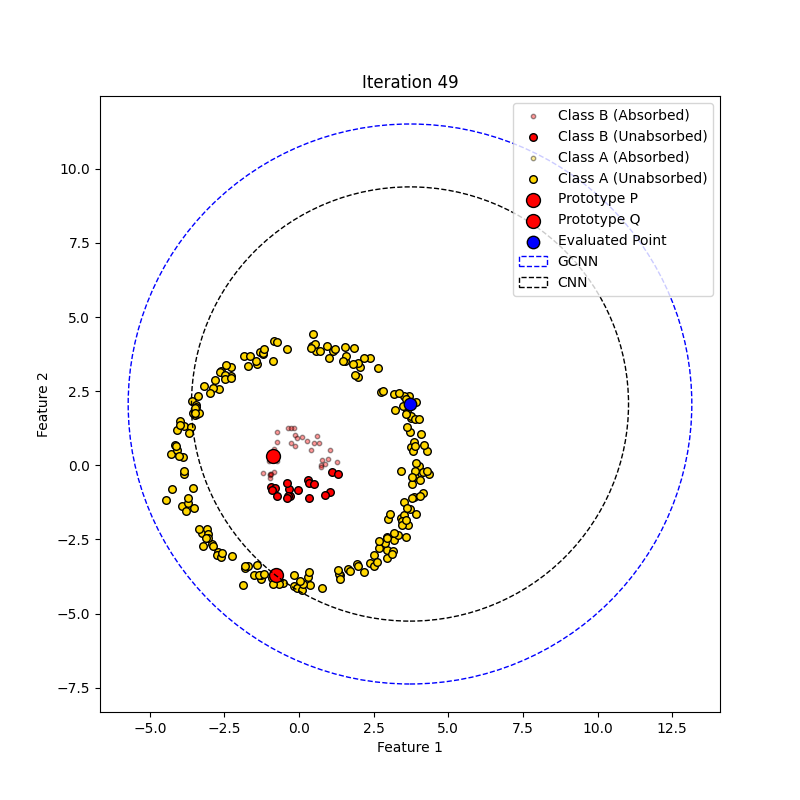 Iteration 49
Class B (Absorbed)
Class B (Unabsorbed)
Class A (Absorbed)
Class A (Unabsorbed)
Prototype P
Prototype Q
Evaluated Point
GCNN
CNN
10.0
7.5
5.0
2.5
0.0
−2.5
−5.0
−7.5
Feature 2
−5.0 −2.5 0.0 2.5 5.0 7.5 10.0 12.5
Feature 1